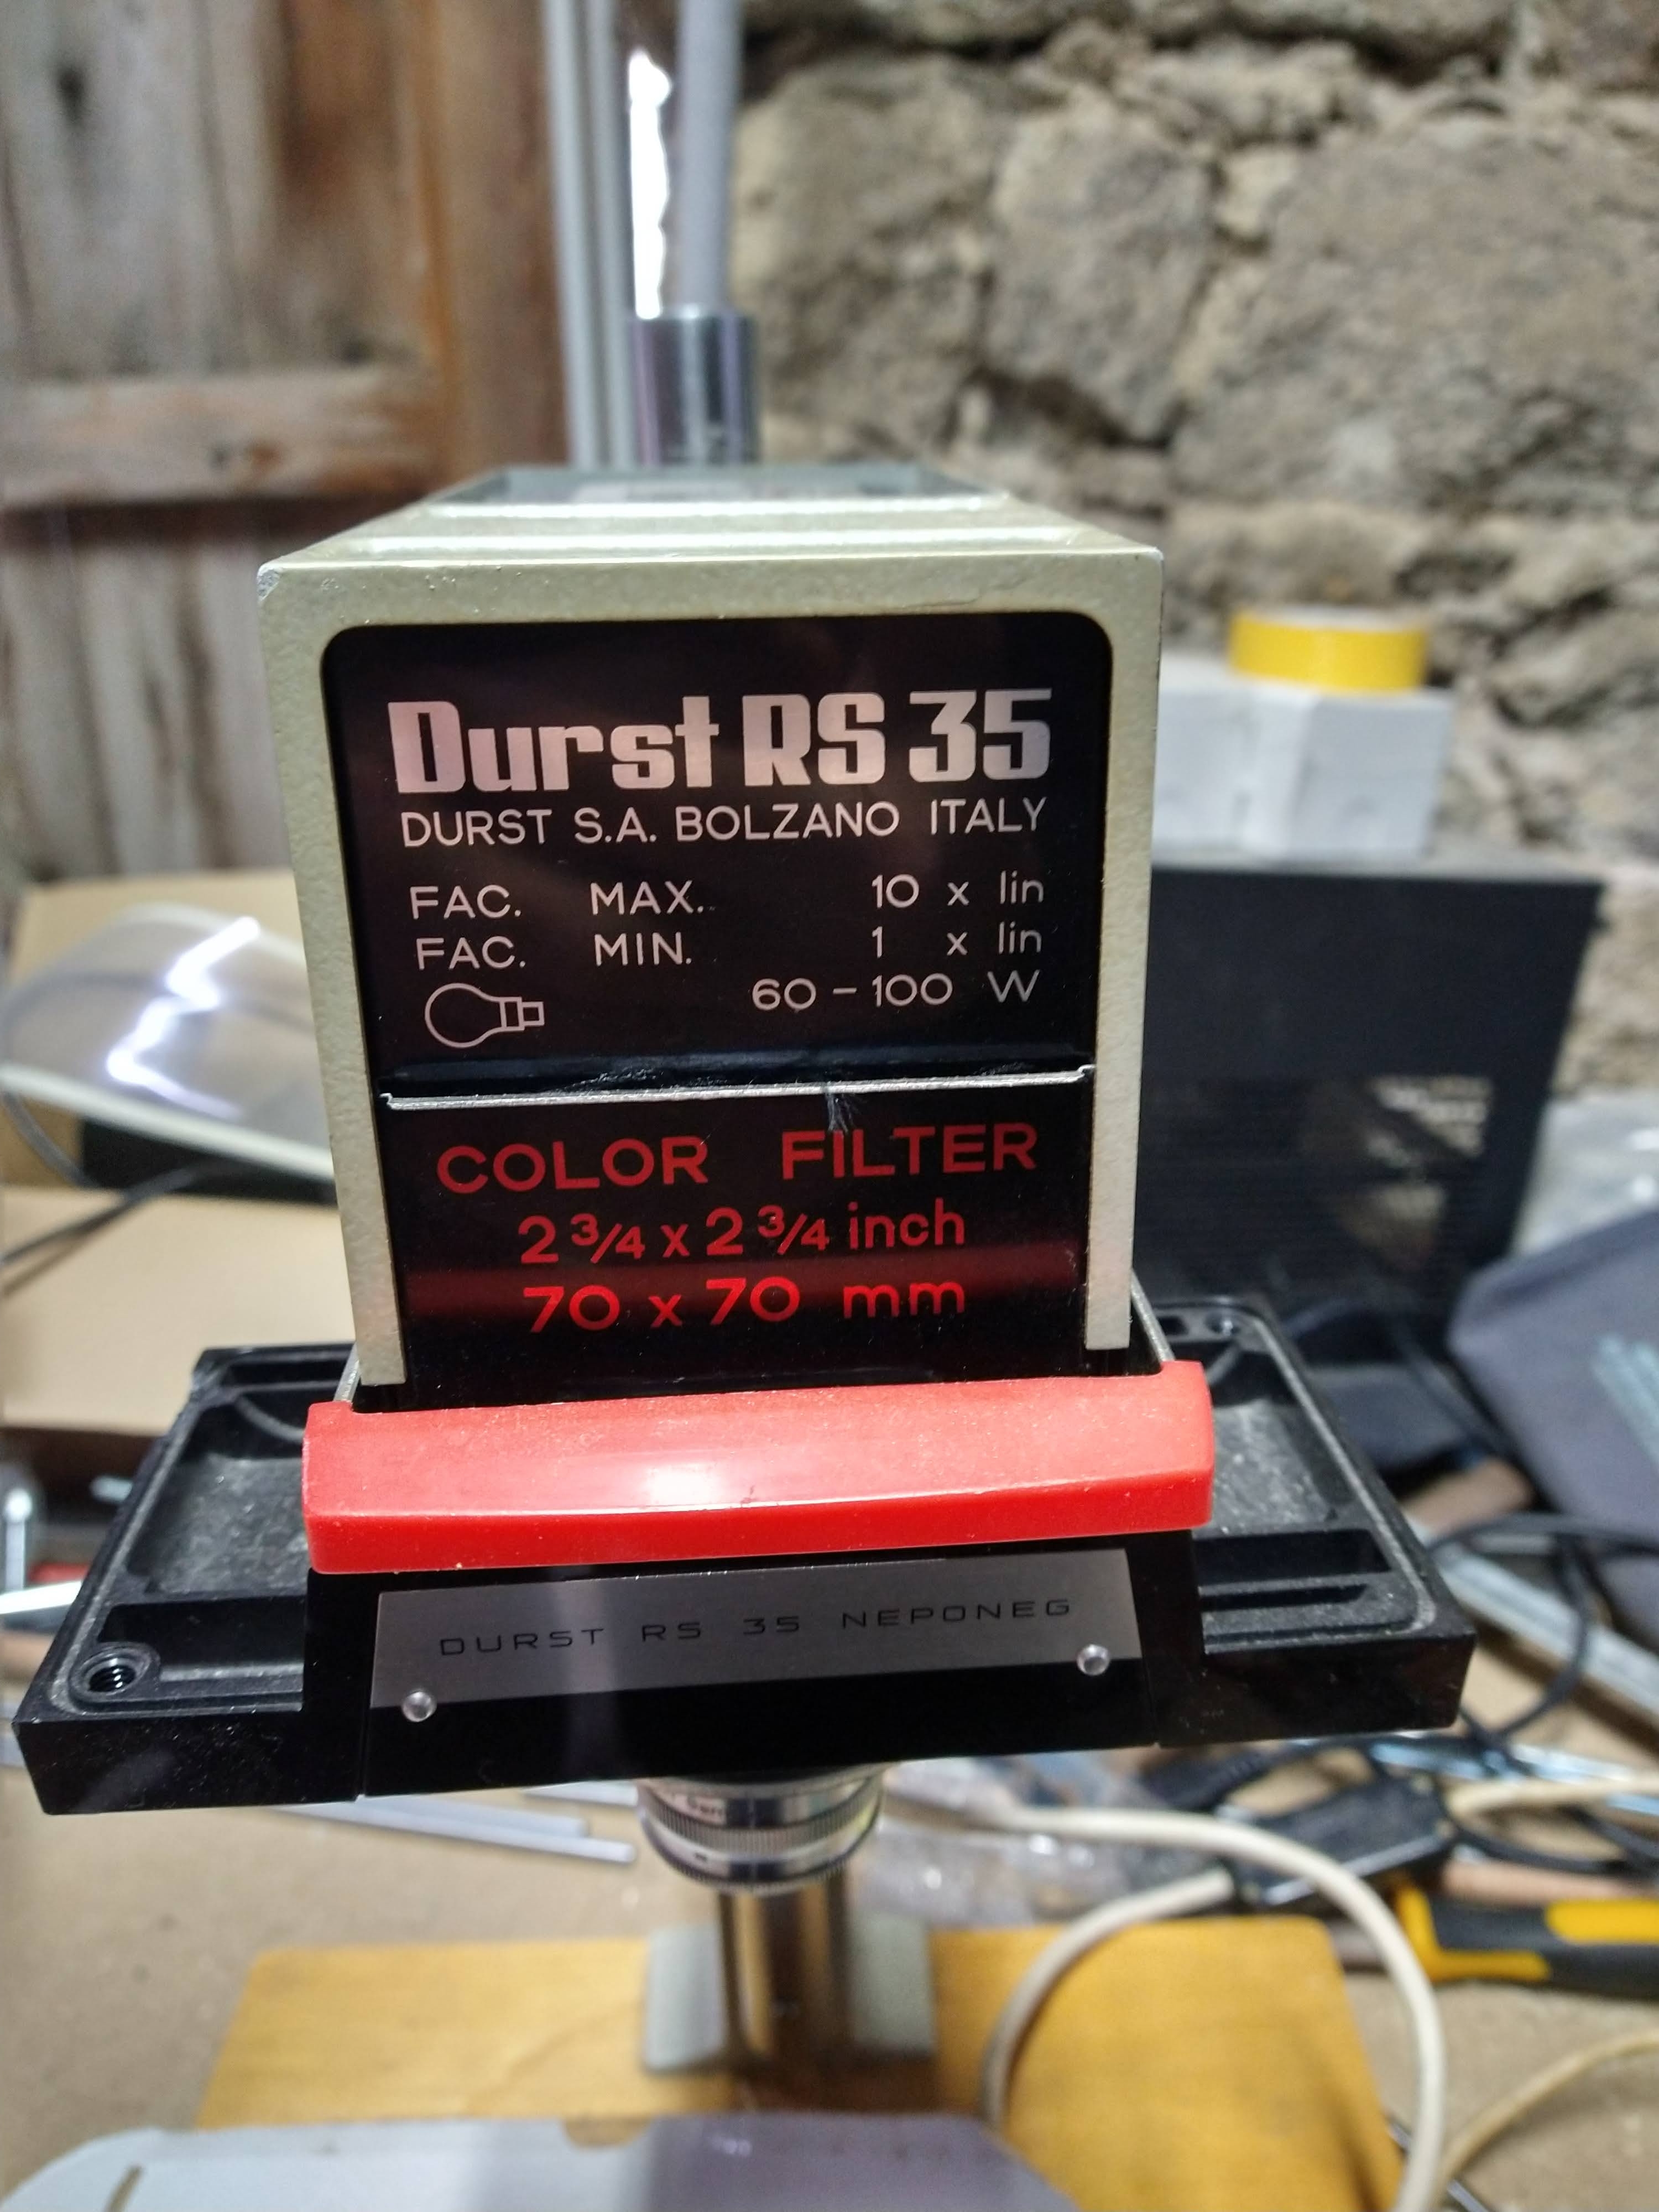 Durst RS 35
DURST S.A. BOLZANO ITALY
FAC. MAX. 10 x lin
FAC. MIN. 1 x lin
60 - 100 W
COLOR FILTER
2 3/4 x 2 3/4 inch
70 x 70 mm
DURST RS 35 NEPONEG